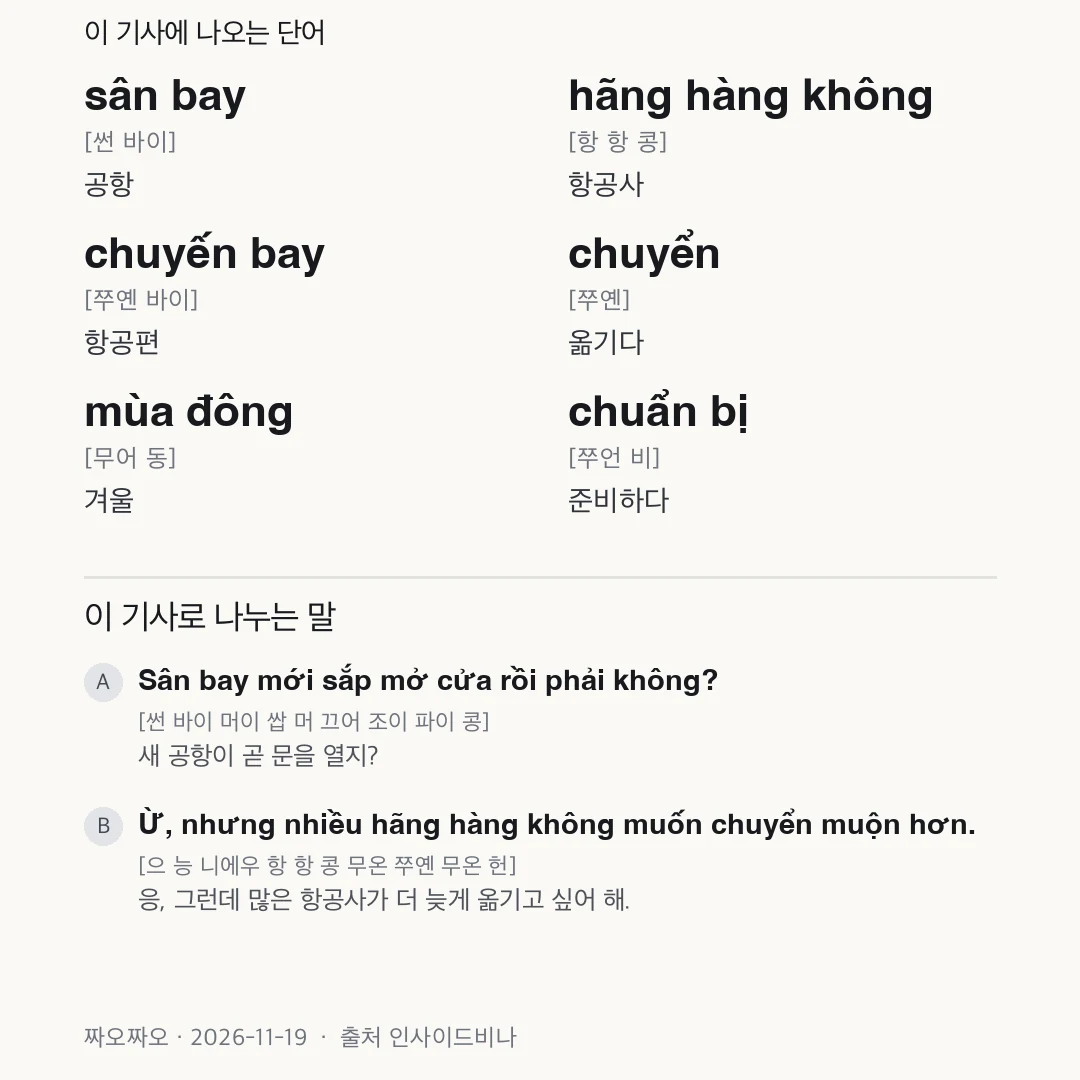 이 기사에 나오는 단어
sân bay
[썬 바이]
공항
hãng hàng không
[항 항 콩]
항공사
chuyến bay
[쭈옌 바이]
항공편
chuyển
[쭈옌]
옮기다
mùa đông
[무어 동]
겨울
chuẩn bị
[쭈언 비]
준비하다
이 기사로 나누는 말
A Sân bay mới sắp mở cửa rồi phải không?
[썬 바이 머이 쌉 머 끄어 조이 파이 콩]
새 공항이 곧 문을 열지?
B Ừ, nhưng nhiều hãng hàng không muốn chuyển muộn hơn.
[으 능 니에우 항 항 콩 무온 쭈옌 무온 헌]
응, 그런데 많은 항공사가 더 늦게 옮기고 싶어 해.
짜오짜오 · 2026-11-19 · 출처 인사이드비나